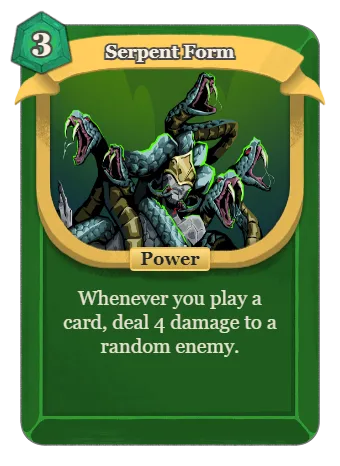 3
Serpent Form
Power
Whenever you play a
card, deal 4 damage to a
random enemy.